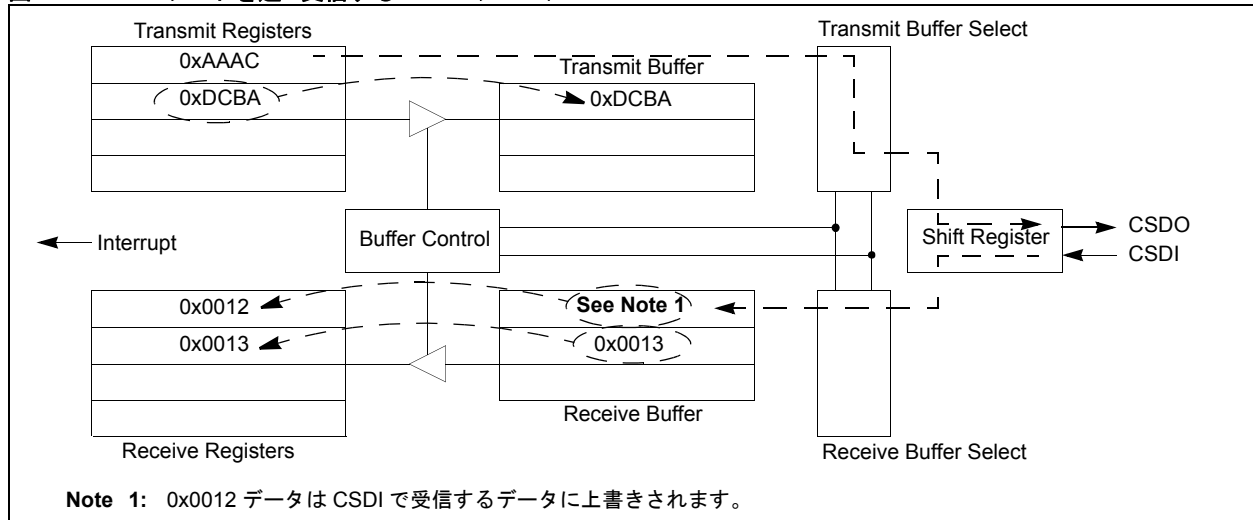 Transmit Registers
Transmit Buffer Select
0xAAAC
Transmit Buffer
0xDCBA
0xDCBA
Interrupt
Buffer Control
Shift Register
CSDO
CSDI
0x0012
See Note 1
0x0013
0x0013
Receive Buffer
Receive Registers
Receive Buffer Select
Note 1: 0x0012 データは CSDI で受信するデータに上書きされます。